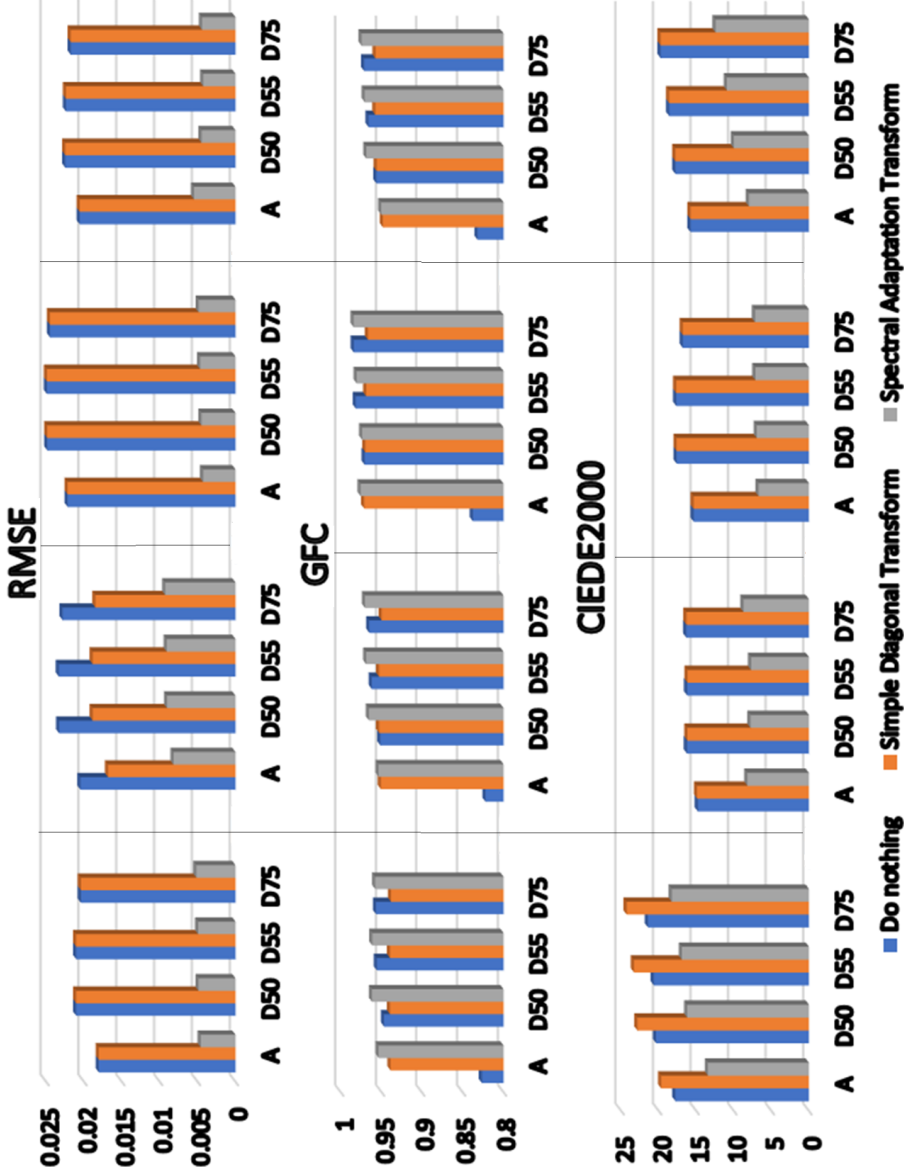 RMSE
0.025
0.02
0.015
0.01
0.005
0
A D50 D55 D75 A D50 D55 D75 A D50 D55 D75 A D50 D55 D75
GFC
1
0.95
0.9
0.85
0.8
A D50 D55 D75 A D50 D55 D75 A D50 D55 D75 A D50 D55 D75
CIEDE2000
25
20
15
10
5
0
A D50 D55 D75 A D50 D55 D75 A D50 D55 D75 A D50 D55 D75
Do nothing Simple Diagonal Transform Spectral Adaptation Transform